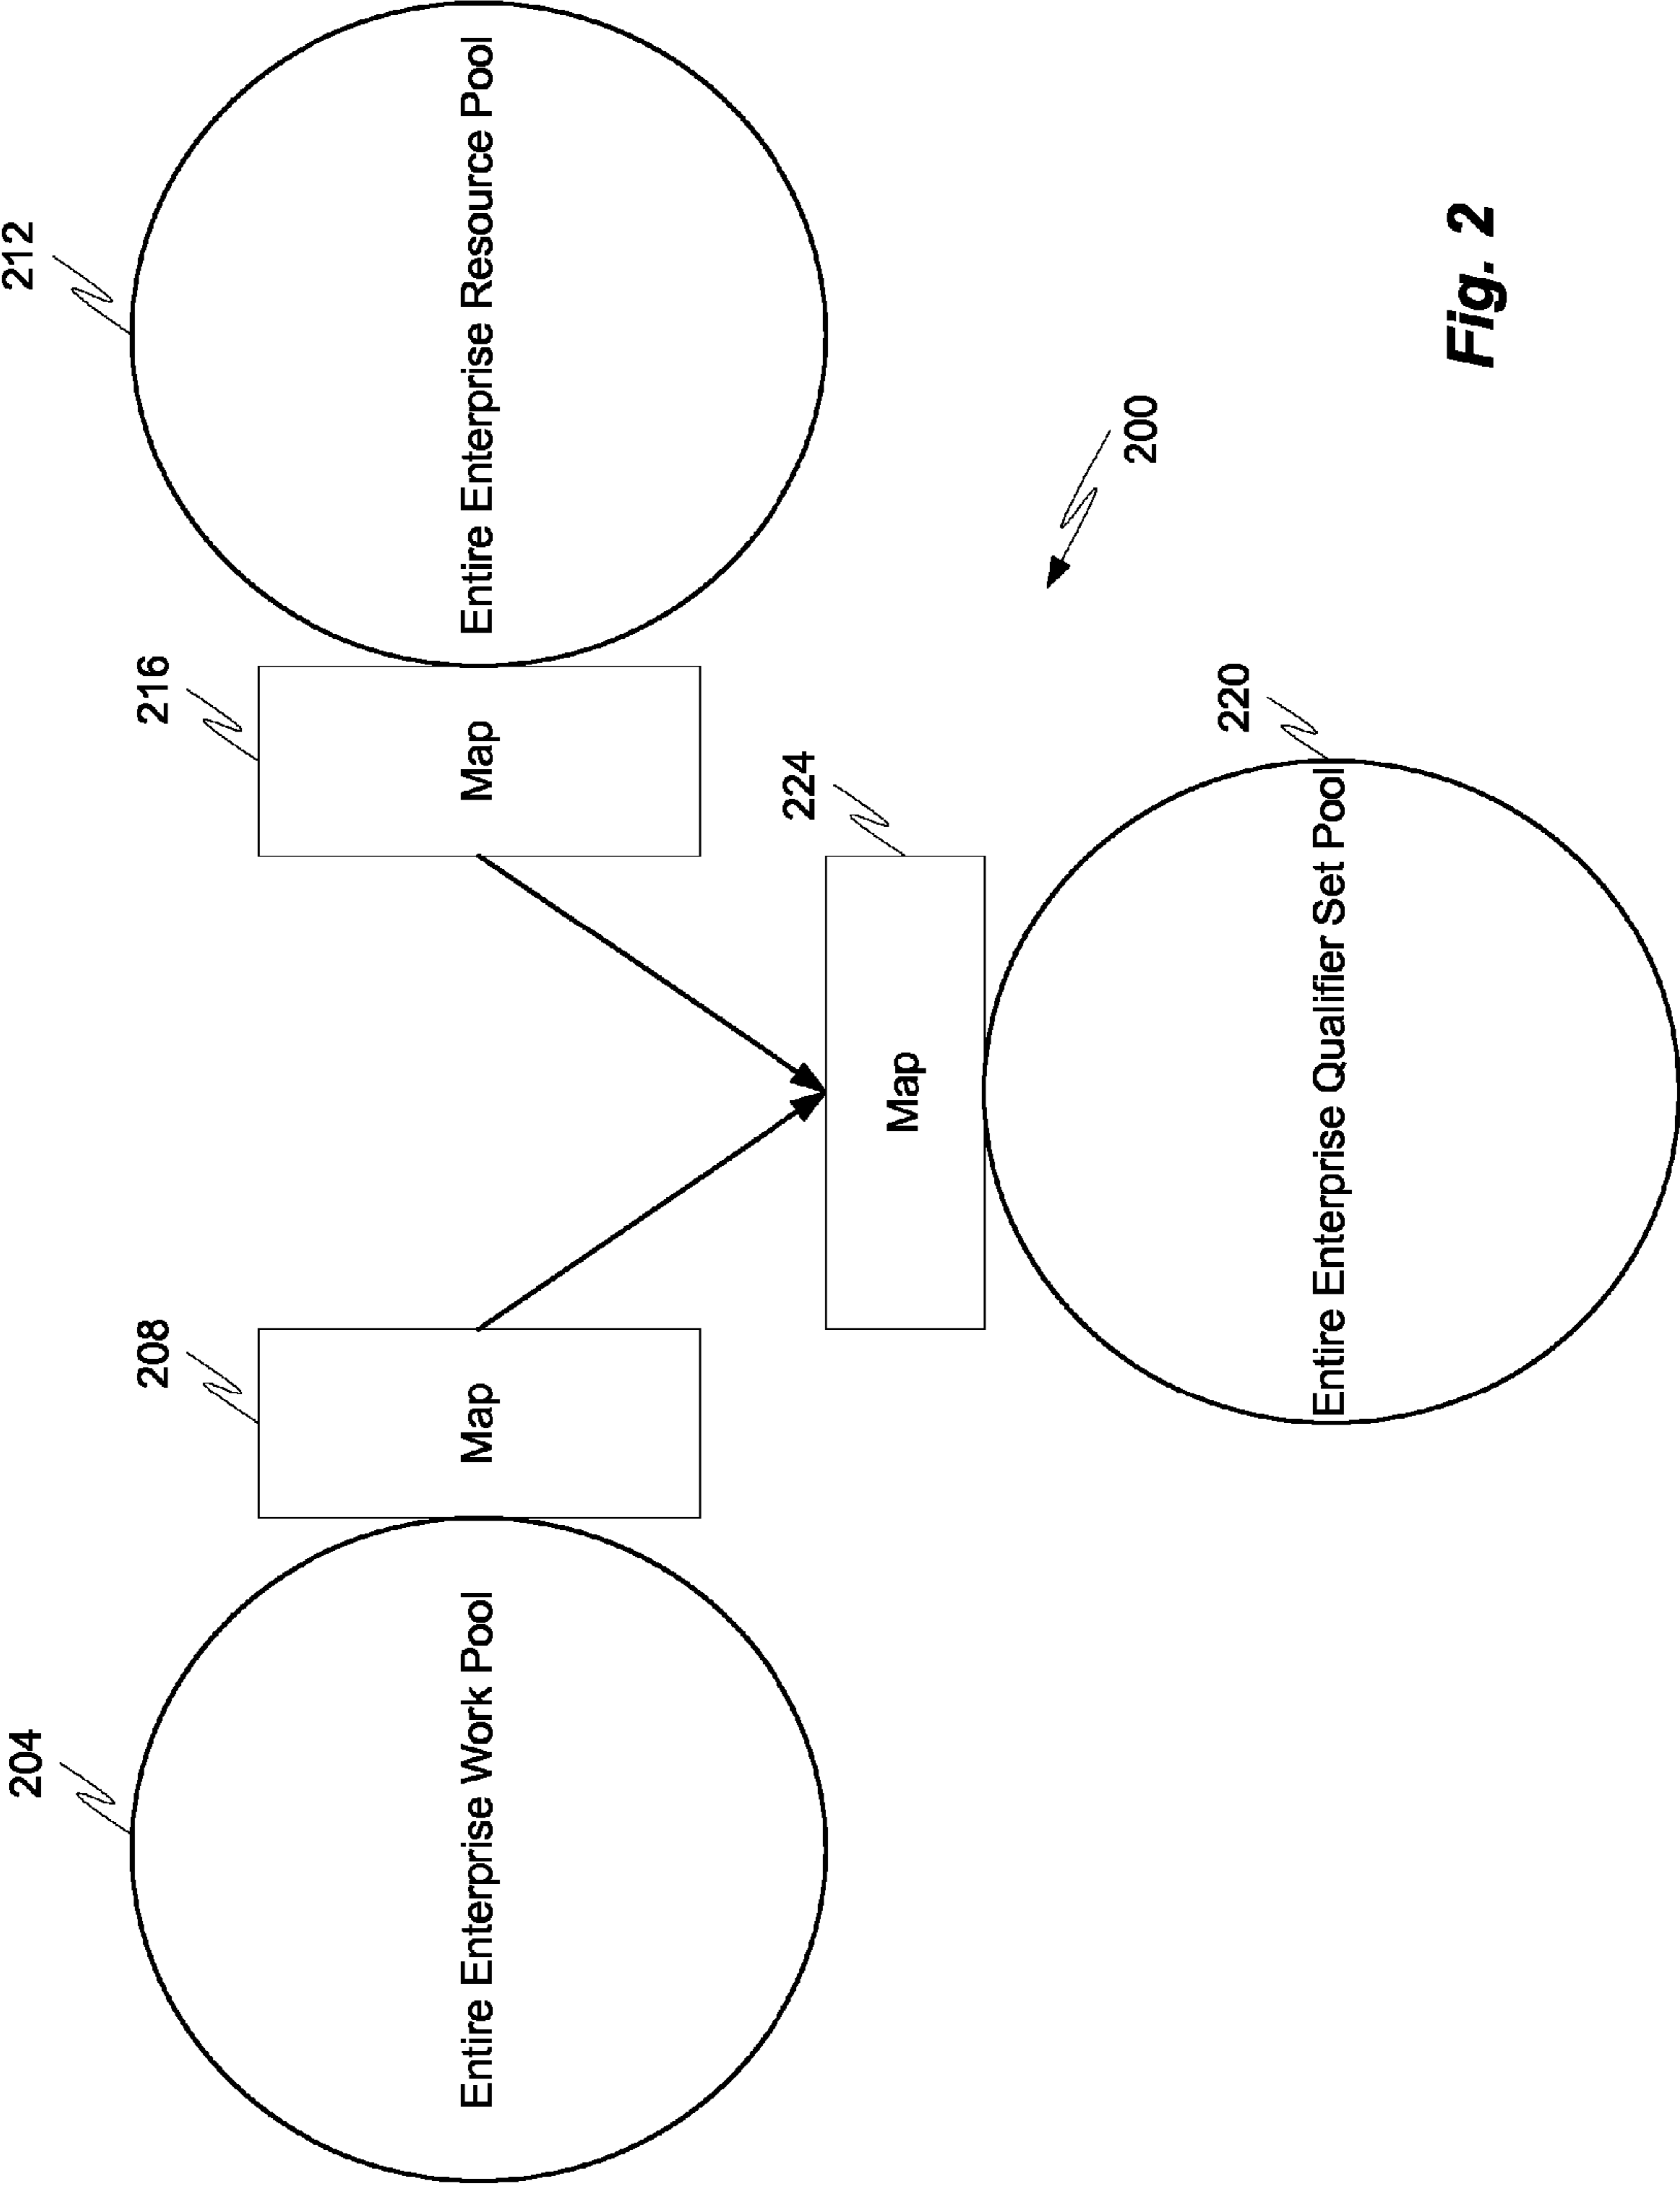 204
212
208
216
Entire Enterprise Work Pool
Map
Map
Entire Enterprise Resource Pool
224
Map
200
220
Entire Enterprise Qualifier Set Pool
Fig. 2